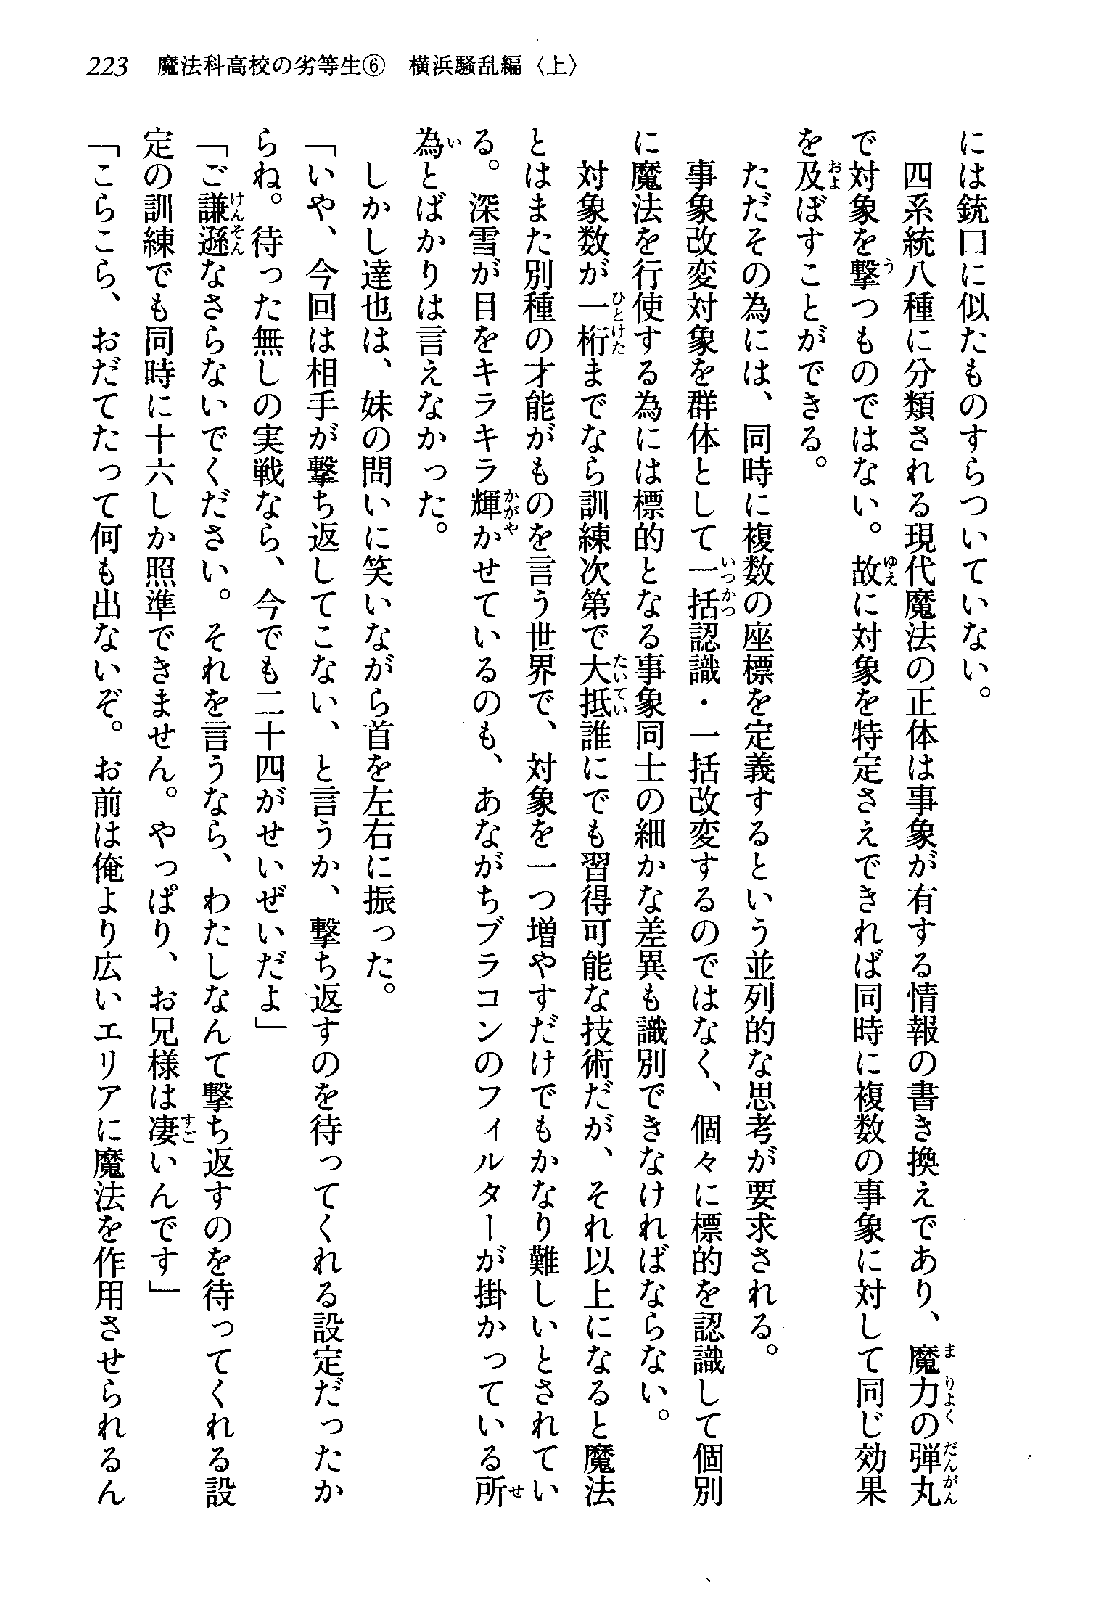 223　魔法科高校の劣等生⑥　横浜騒乱編〈上〉
には銃口に似たものすらついていない。
　四系統八種に分類される現代魔法の正体は事象が有する情報の書き換えであり、魔力の弾丸
で対象を撃つものではない。故に対象を特定さえできれば同時に複数の事象に対して同じ効果
を及ぼすことができる。
　ただその為には、同時に複数の座標を定義するという並列的な思考が要求される。
　事象改変対象を群体として一括認識・一括改変するのではなく、個々に標的を認識して個別
に魔法を行使する為には標的となる事象同士の細かな差異も識別できなければならない。
　対象数が一桁までなら訓練次第で大抵誰にでも習得可能な技術だが、それ以上になると魔法
とはまた別種の才能がものを言う世界で、対象を一つ増やすだけでもかなり難しいとされてい
る。深雪が目をキラキラ輝かせているのも、あながちブラコンのフィルターが掛かっている所
為とばかりは言えなかった。
　しかし達也は、妹の問いに笑いながら首を左右に振った。
「いや、今回は相手が撃ち返してこない、と言うか、撃ち返すのを待ってくれる設定だったか
らね。待った無しの実戦なら、今でも二十四がせいぜいだよ」
「ご謙遜なさらないでください。それを言うなら、わたしなんて撃ち返すのを待ってくれる設
定の訓練でも同時に十六しか照準できません。やっぱり、お兄様は凄いんです」
「こらこら、おだてたって何も出ないぞ。お前は俺より広いエリアに魔法を作用させられるん